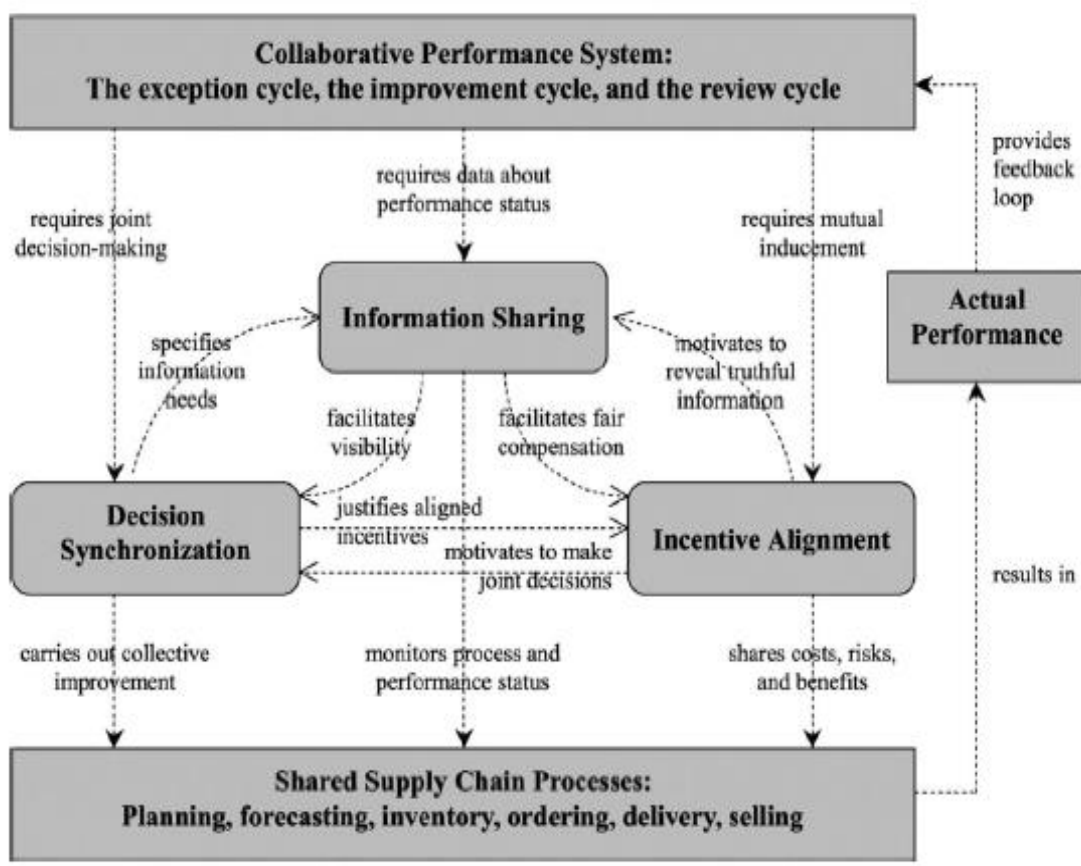 Collaborative Performance System:
The exception cycle, the improvement cycle, and the review cycle
requires joint
decision-making
requires data about
performance status
requires mutual
inducement
provides
feedback
loop
Information Sharing
Actual
Performance
specifies
information
needs
facilitates
visibility
facilitates fair
compensation
motivates to
reveal truthful
information
Decision
Synchronization
justifies aligned
incentives
motivates to make
joint decisions
Incentive Alignment
results in
carries out collective
improvement
monitors process and
performance status
shares costs, risks,
and benefits
Shared Supply Chain Processes:
Planning, forecasting, inventory, ordering, delivery, selling